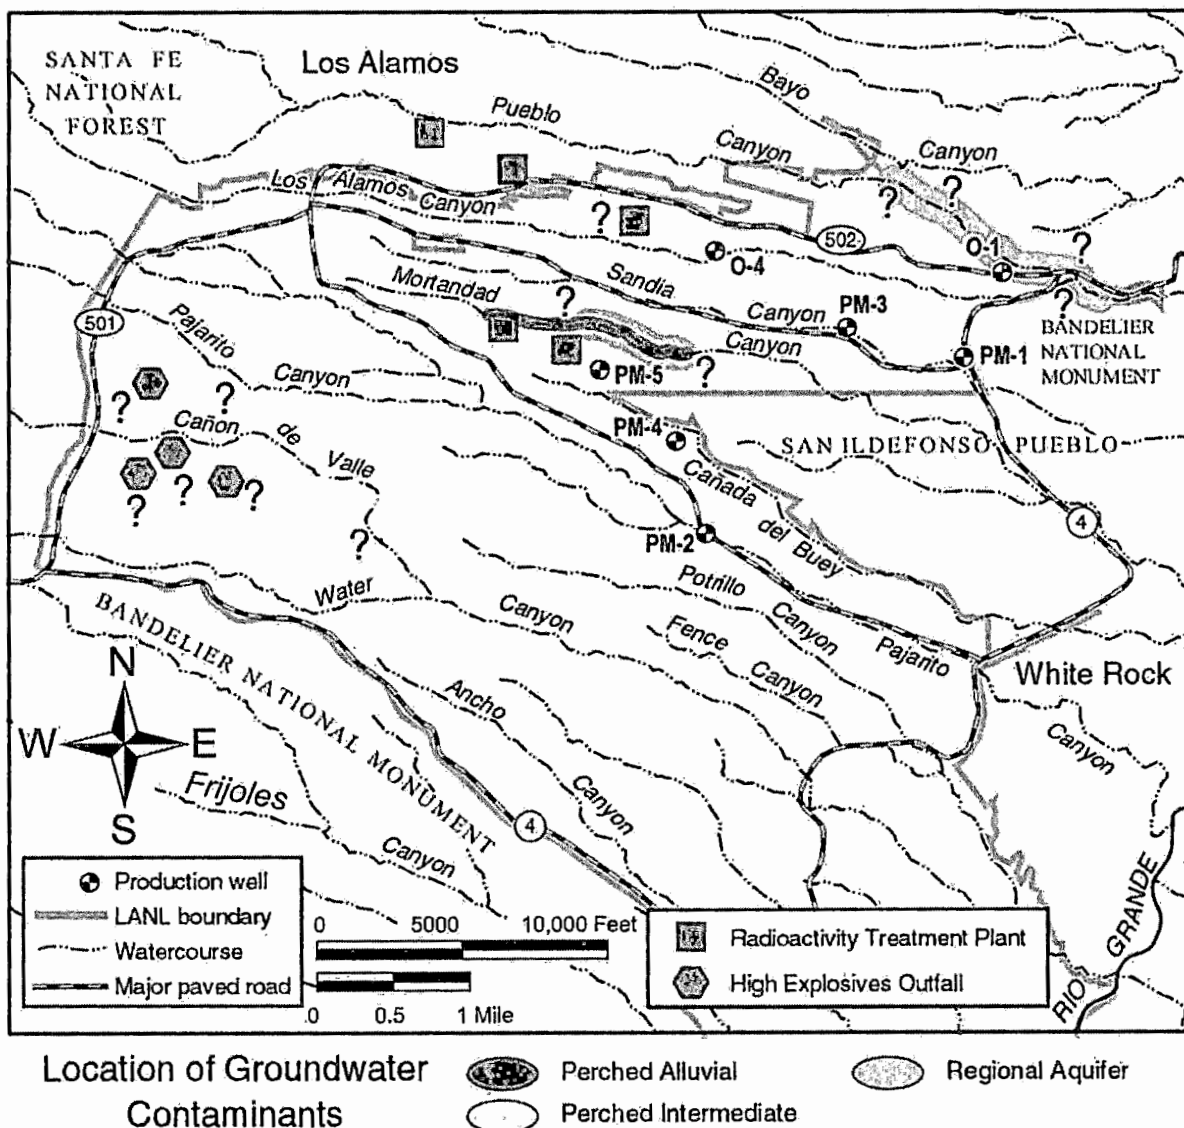 SANTA FE
NATIONAL
FOREST
Los Alamos
Bayo
Canyon
Pueblo
Canyon
Los Alamos
Canyon
?
?
?
?
?
502
O-1
O-4
Sandia
Canyon
Mortandad
Canyon
?
?
PM-3
PM-1
PM-5
PM-4
PM-2
BANDELIER
NATIONAL
MONUMENT
501
Pajarito
Canyon
?
?
Cañon de Valle
?
?
?
?
SAN ILDEFONSO PUEBLO
Cañada del Buey
4
Water
Canyon
Potrillo
Canyon
Fence
Canyon
Pajarito
White Rock
Canyon
Ancho
Canyon
BANDELIER NATIONAL MONUMENT
N
W E
S
Frijoles
Canyon
4
RIO GRANDE
Production well
LANL boundary
Watercourse
Major paved road
0 5000 10,000 Feet
.0 0.5 1 Mile
Radioactivity Treatment Plant
High Explosives Outfall
Location of Groundwater
Contaminants
Perched Alluvial
Perched Intermediate
Regional Aquifer